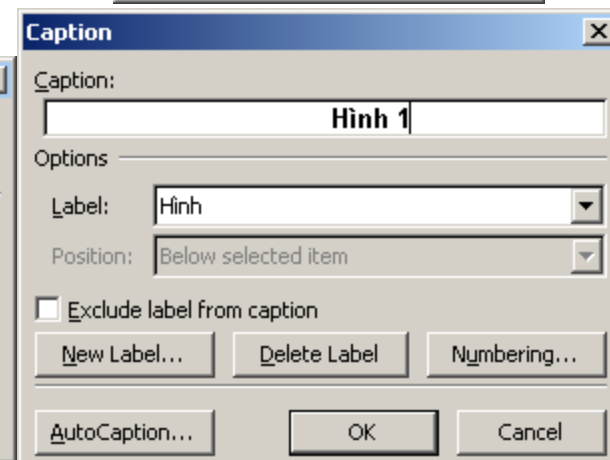 Caption
Caption:
Hình 1
Options
Label: Hình
Position: Below selected item
Exclude label from caption
New Label... Delete Label Numbering...
AutoCaption... OK Cancel